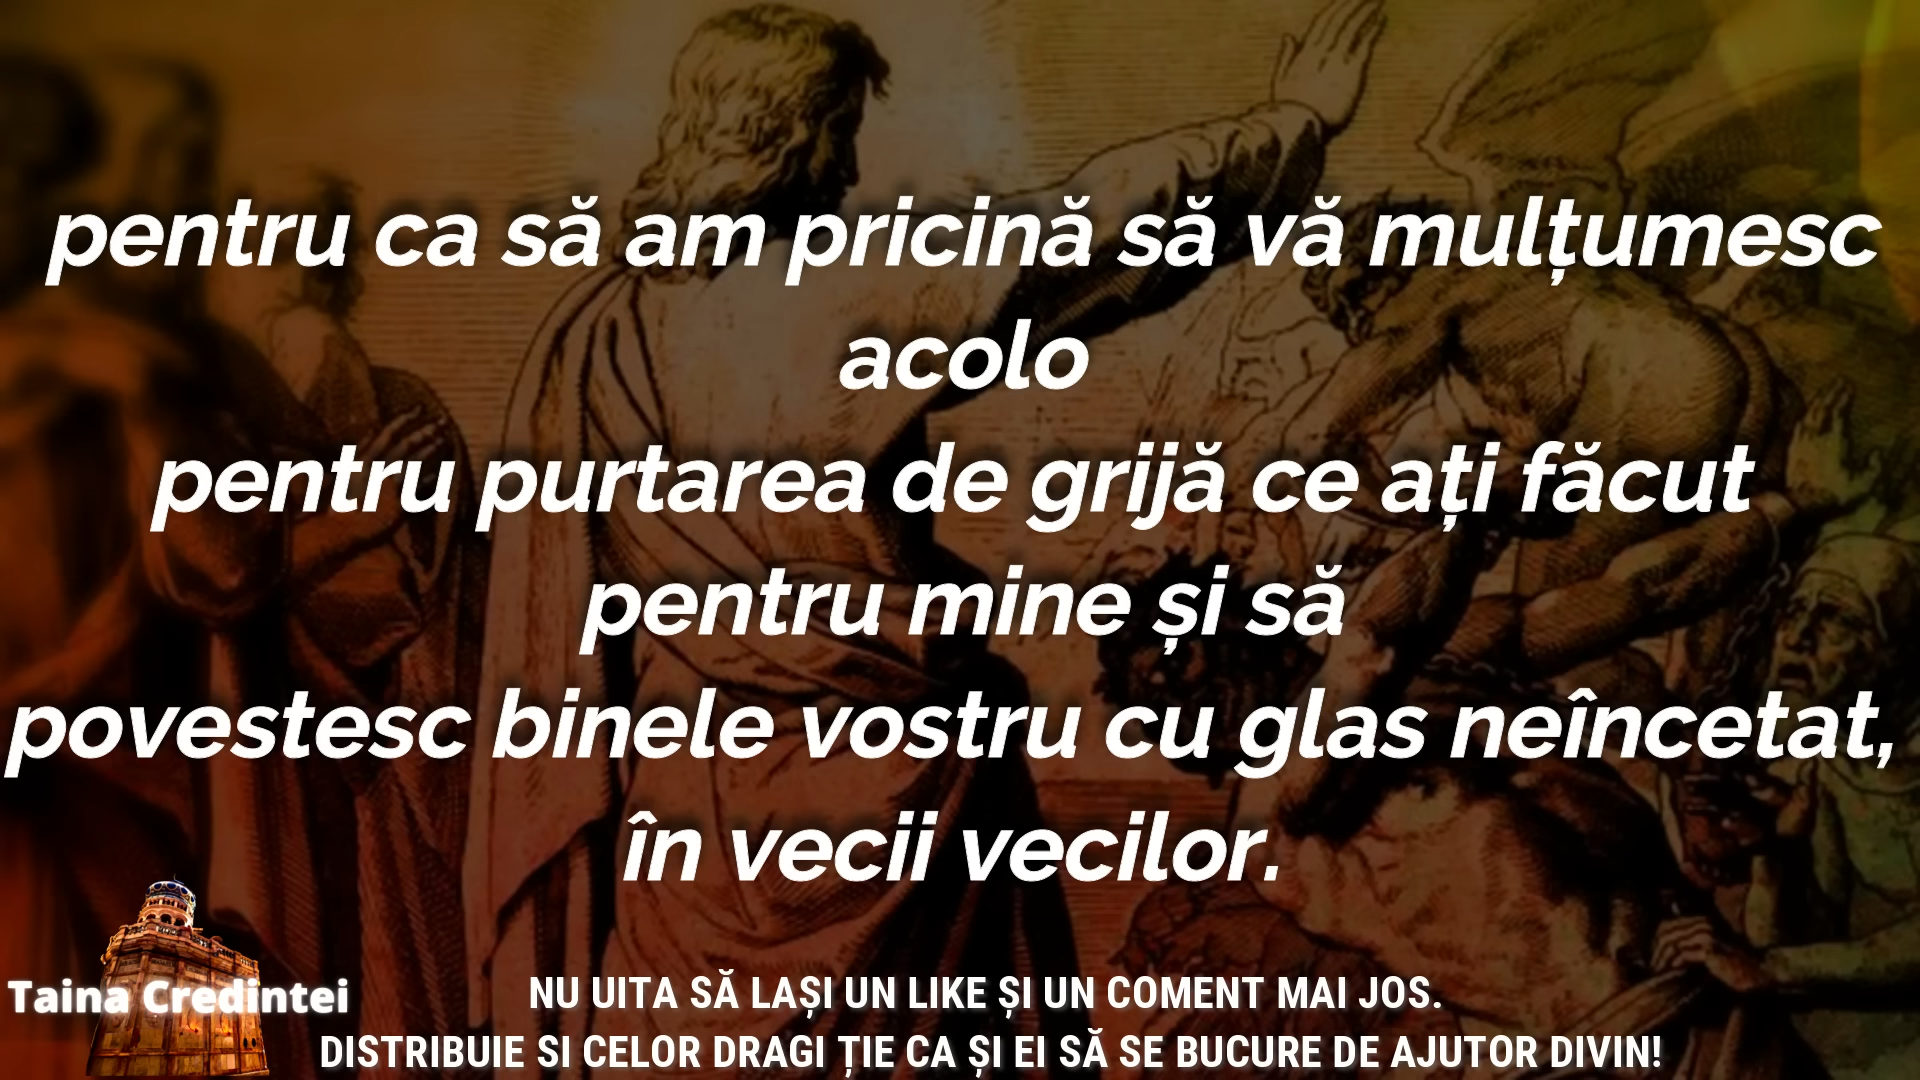 pentru ca să am pricină să vă mulțumesc
acolo
pentru purtarea de grijă ce ați făcut
pentru mine și să
povestesc binele vostru cu glas neîncetat,
în vecii vecilor.
Taina Credintei
NU UITA SĂ LAȘI UN LIKE ȘI UN COMENT MAI JOS.
DISTRIBUIE SI CELOR DRAGI ȚIE CA ȘI EI SĂ SE BUCURE DE AJUTOR DIVIN!